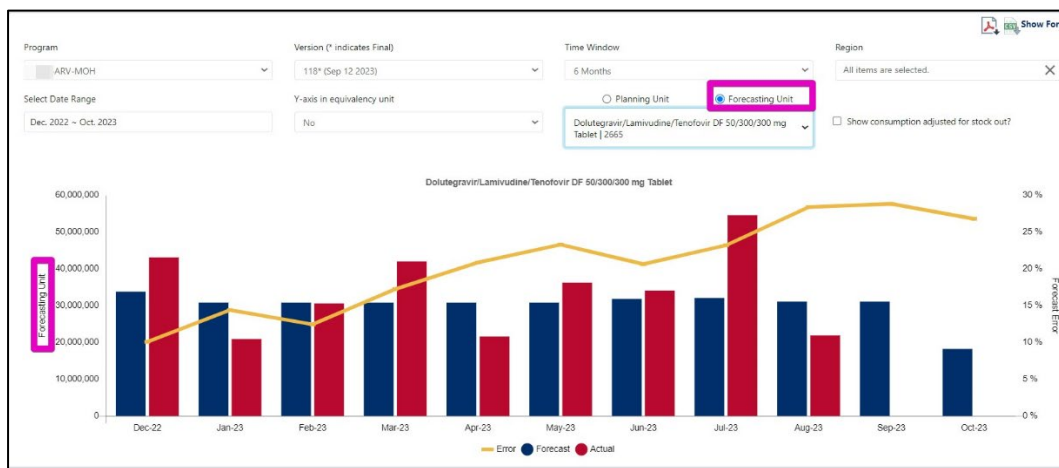 Show For
Program
Version (* indicates Final)
Time Window
Region
ARV-MOH
118* (Sep 12 2023)
6 Months
All items are selected.
Select Date Range
Y-axis in equivalency unit
Planning Unit
Forecasting Unit
Dec. 2022 ~ Oct. 2023
No
Dolutegravir/Lamivudine/Tenofovir DF 50/300/300 mg
Tablet | 2665
Show consumption adjusted for stock out?
Dolutegravir/Lamivudine/Tenofovir DF 50/300/300 mg Tablet
60,000,000
50,000,000
40,000,000
30,000,000
20,000,000
10,000,000
0
Forecasting Unit
30 %
25 %
20 %
15 %
10 %
5 %
0 %
Forecast Error
Dec-22
Jan-23
Feb-23
Mar-23
Apr-23
May-23
Jun-23
Jul-23
Aug-23
Sep-23
Oct-23
Error
Forecast
Actual